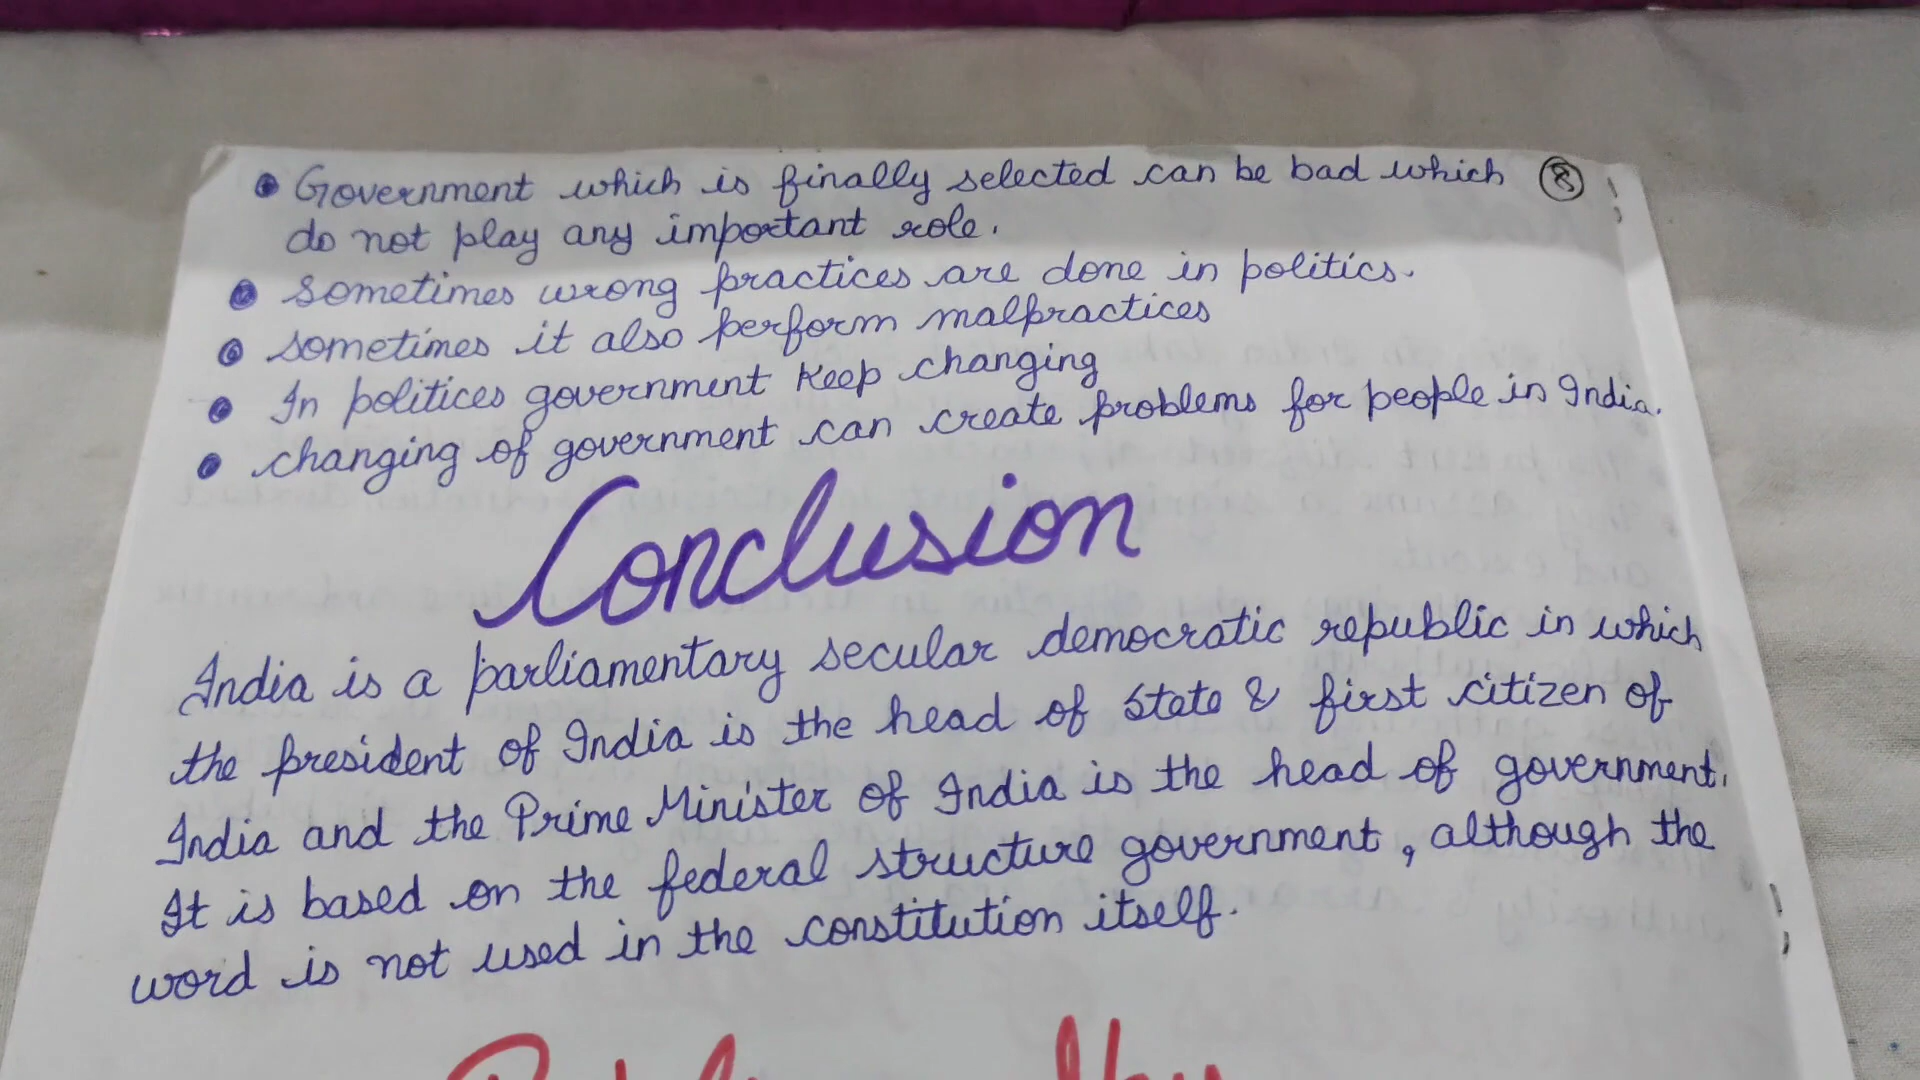 Government which is finally selected can be bad which 8
do not play any important role.
sometimes wrong practices are done in politics.
sometimes it also perform malpractices
In politices government keep changing
changing of government can create problems for people in India.
Conclusion
India is a parliamentary secular democratic republic in which
the president of India is the head of state & first citizen of
India and the Prime Minister of India is the head of government.
It is based on the federal structure government, although the
word is not used in the constitution itself.